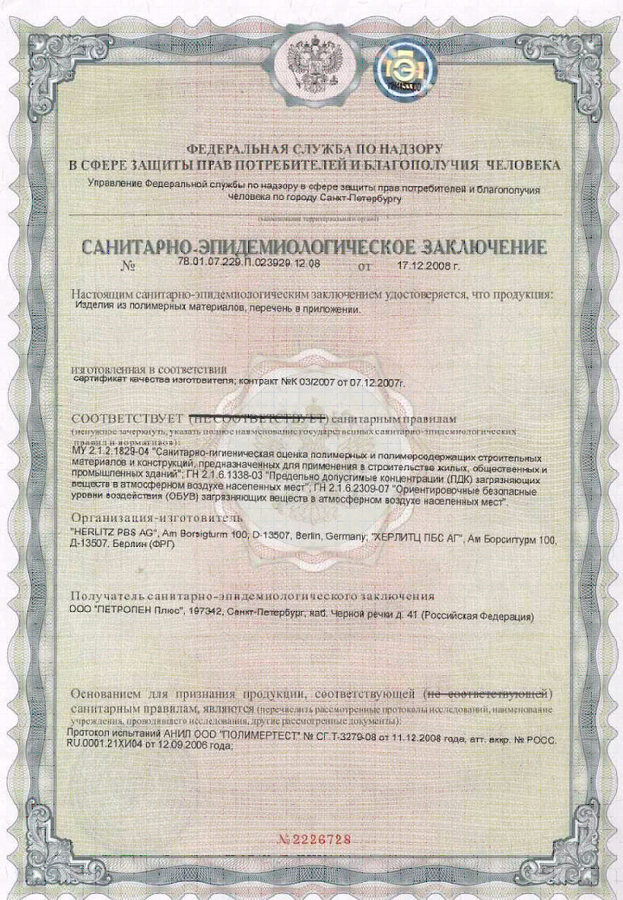 ФЕДЕРАЛЬНАЯ СЛУЖБА ПО НАДЗОРУ
В СФЕРЕ ЗАЩИТЫ ПРАВ ПОТРЕБИТЕЛЕЙ И БЛАГОПОЛУЧИЯ ЧЕЛОВЕКА
Управление Федеральной службы по надзору в сфере защиты прав потребителей и благополучия
человека по городу Санкт-Петербургу
(наименование территориального органа)
САНИТАРНО-ЭПИДЕМИОЛОГИЧЕСКОЕ ЗАКЛЮЧЕНИЕ
№ 78.01.07.229.П.023929.12.08 от 17.12.2008 г.
Настоящим санитарно-эпидемиологическим заключением удостоверяется, что продукция:
Изделия из полимерных материалов, перечень в приложении.
изготовленная в соответствии
сертификат качества изготовителя; контракт №К 03/2007 от 07.12.2007г.
СООТВЕТСТВУЕТ (НЕ СООТВЕТСТВУЕТ) санитарным правилам
(ненужное зачеркнуть, указать полное наименование государственных санитарно-эпидемиологических
правил и нормативов):
МУ 2.1.2.1829-04 "Санитарно-гигиеническая оценка полимерных и полимеросодержащих строительных
материалов и конструкций, предназначенных для применения в строительстве жилых, общественных и
промышленных зданий"; ГН 2.1.6.1338-03 "Предельно допустимые концентрации (ПДК) загрязняющих
веществ в атмосферном воздухе населенных мест", ГН 2.1.6.2309-07 "Ориентировочные безопасные
уровни воздействия (ОБУВ) загрязняющих веществ в атмосферном воздухе населенных мест".
Организация-изготовитель
"HERLITZ PBS AG", Am Borsigturm 100, D-13507, Berlin, Germany; "ХЕРЛИТЦ ПБС АГ", Ам Борситурм 100,
Д-13507, Берлин (ФРГ)
Получатель санитарно-эпидемиологического заключения
ООО "ПЕТРОПЕН Плюс", 197342, Санкт-Петербург, наб. Черной речки д. 41 (Российская Федерация)
Основанием для признания продукции, соответствующей (не соответствующей)
санитарным правилам, являются (перечислить рассмотренные протоколы исследований, наименование
учреждения, проводившего исследования, другие рассмотренные документы):
Протокол испытаний АНИЛ ООО "ПОЛИМЕРТЕСТ" № СГ.Т-3279-08 от 11.12.2008 года, атт. аккр. № РОСС.
RU.0001.21ХИ04 от 12.09.2006 года;
№2226728